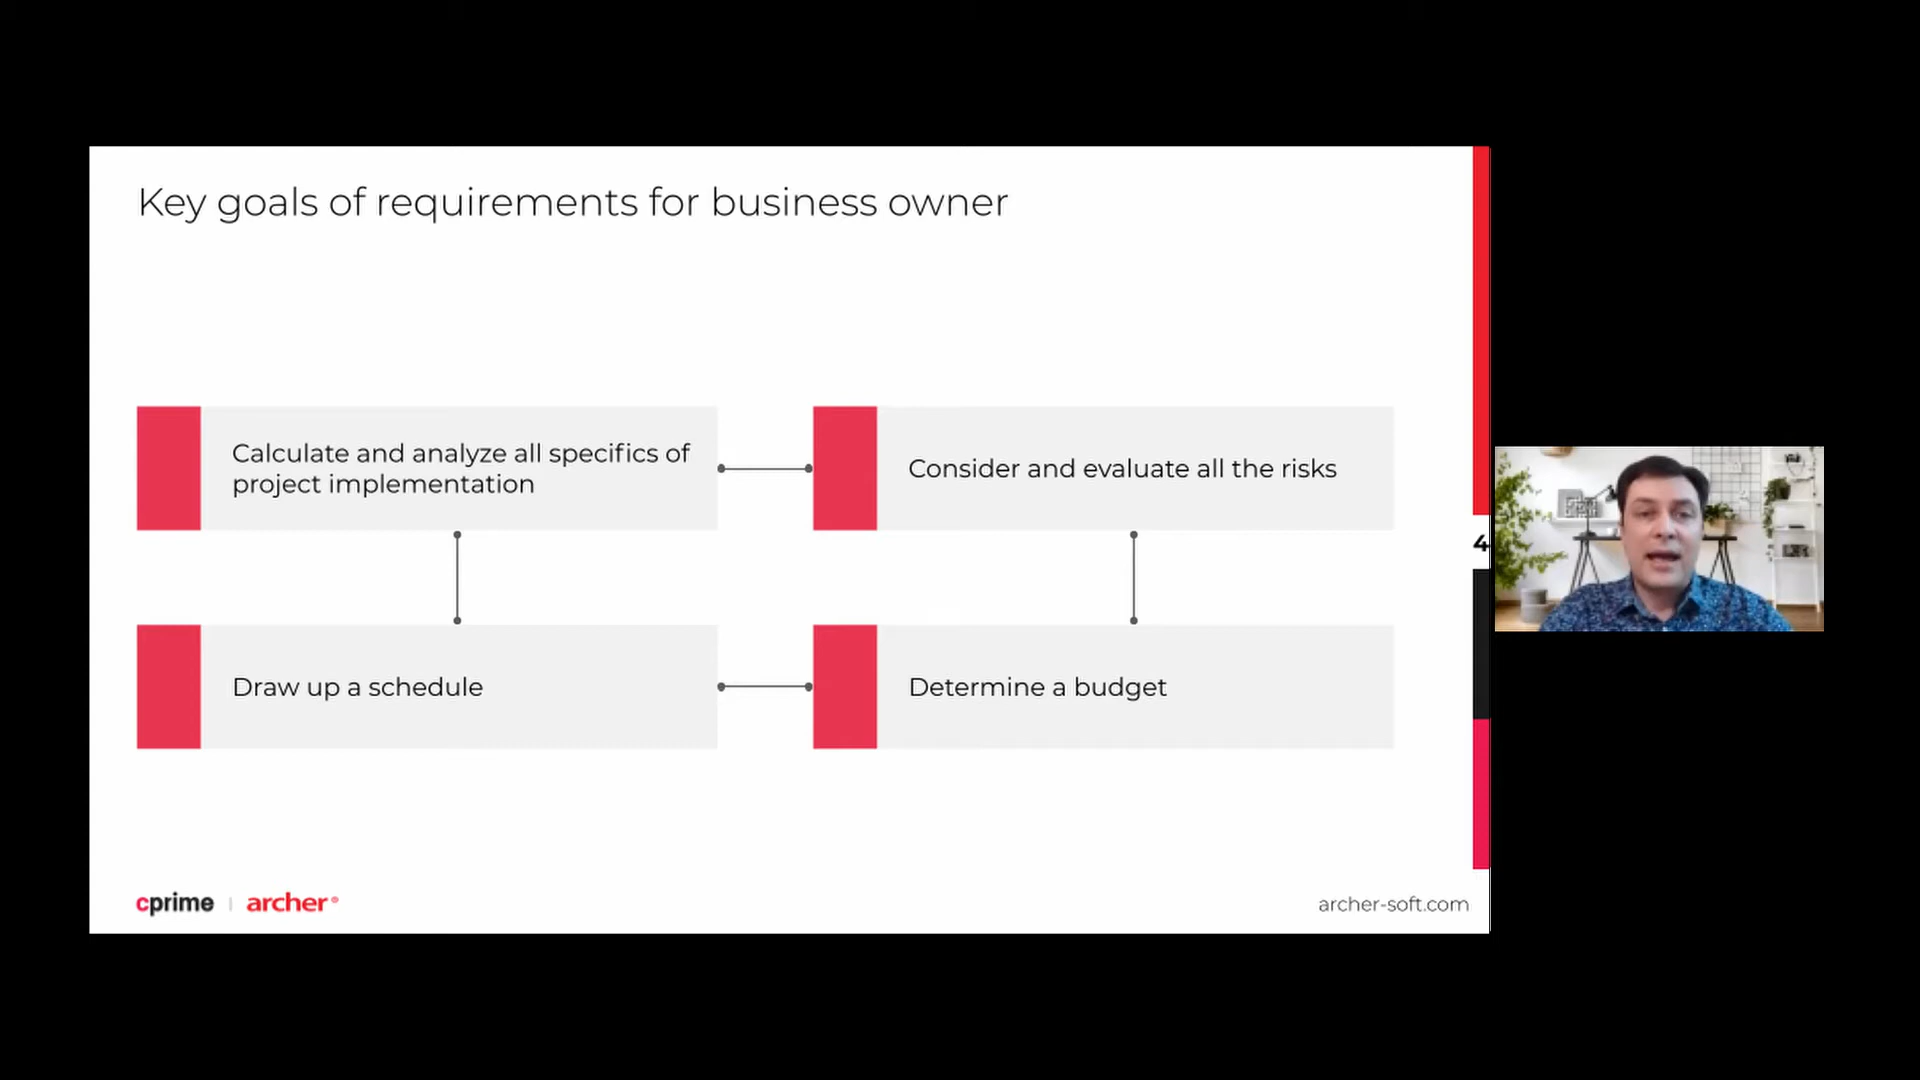 Key goals of requirements for business owner
Calculate and analyze all specifics of
project implementation
Consider and evaluate all the risks
4
Draw up a schedule
Determine a budget
cprime | archer®
archer-soft.com